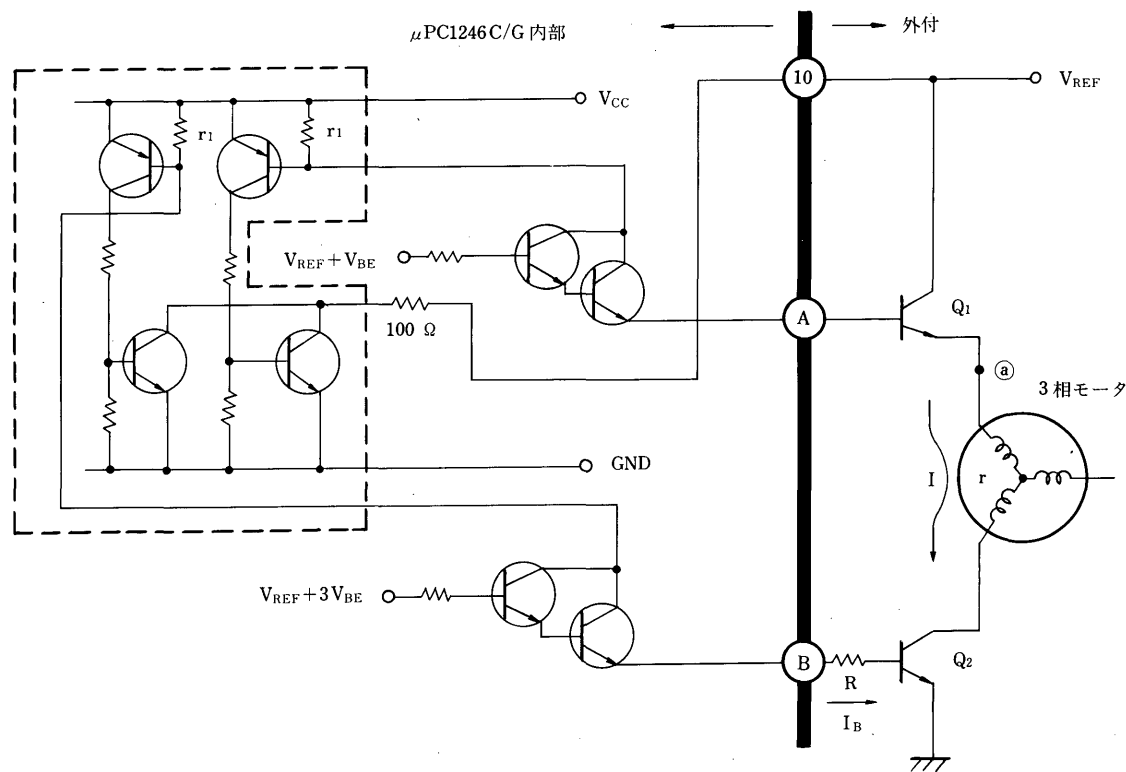 μPC1246C/G 内部
外付
10
VREF
VCC
r1
r1
VREF+VBE
100 Ω
A
Q1
ⓐ
3相モータ
I
r
GND
VREF+3VBE
B
R
IB
Q2